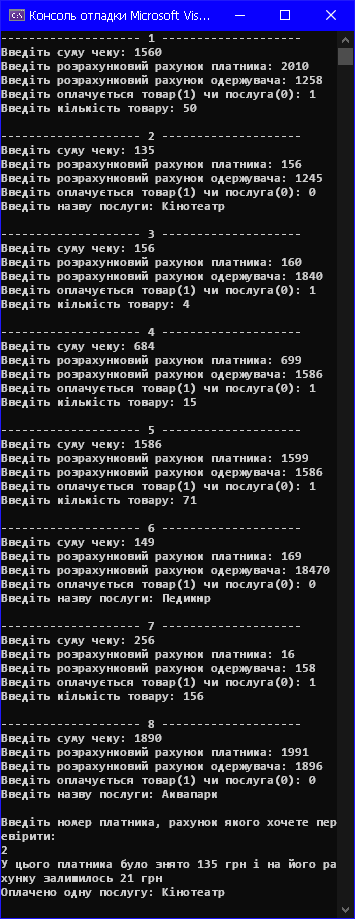 Консоль отладки Microsoft Vis...
------------------- 1 --------------------
Введіть суму чеку: 1560
Введіть розрахунковий рахунок платника: 2010
Введіть розрахунковий рахунок одержувача: 1258
Введіть оплачується товар(1) чи послуга(0): 1
Введіть кількість товару: 50
-------------------- 2 --------------------
Введіть суму чеку: 135
Введіть розрахунковий рахунок платника: 156
Введіть розрахунковий рахунок одержувача: 1245
Введіть оплачується товар(1) чи послуга(0): 0
Введіть назву послуги: Кінотеатр
-------------------- 3 --------------------
Введіть суму чеку: 156
Введіть розрахунковий рахунок платника: 160
Введіть розрахунковий рахунок одержувача: 1840
Введіть оплачується товар(1) чи послуга(0): 1
Введіть кількість товару: 4
-------------------- 4 --------------------
Введіть суму чеку: 684
Введіть розрахунковий рахунок платника: 699
Введіть розрахунковий рахунок одержувача: 1586
Введіть оплачується товар(1) чи послуга(0): 1
Введіть кількість товару: 15
-------------------- 5 --------------------
Введіть суму чеку: 1586
Введіть розрахунковий рахунок платника: 1599
Введіть розрахунковий рахунок одержувача: 1586
Введіть оплачується товар(1) чи послуга(0): 1
Введіть кількість товару: 71
-------------------- 6 --------------------
Введіть суму чеку: 149
Введіть розрахунковий рахунок платника: 169
Введіть розрахунковий рахунок одержувача: 18470
Введіть оплачується товар(1) чи послуга(0): 0
Введіть назву послуги: Педикюр
-------------------- 7 --------------------
Введіть суму чеку: 256
Введіть розрахунковий рахунок платника: 16
Введіть розрахунковий рахунок одержувача: 158
Введіть оплачується товар(1) чи послуга(0): 1
Введіть кількість товару: 156
-------------------- 8 --------------------
Введіть суму чеку: 1890
Введіть розрахунковий рахунок платника: 1991
Введіть розрахунковий рахунок одержувача: 1896
Введіть оплачується товар(1) чи послуга(0): 0
Введіть назву послуги: Аквапарк
Введіть номер платника, рахунок якого хочете пер
евірити:
2
У цього платника було знято 135 грн і на його ра
хунку залишилось 21 грн
Оплачено одну послугу: Кінотеатр